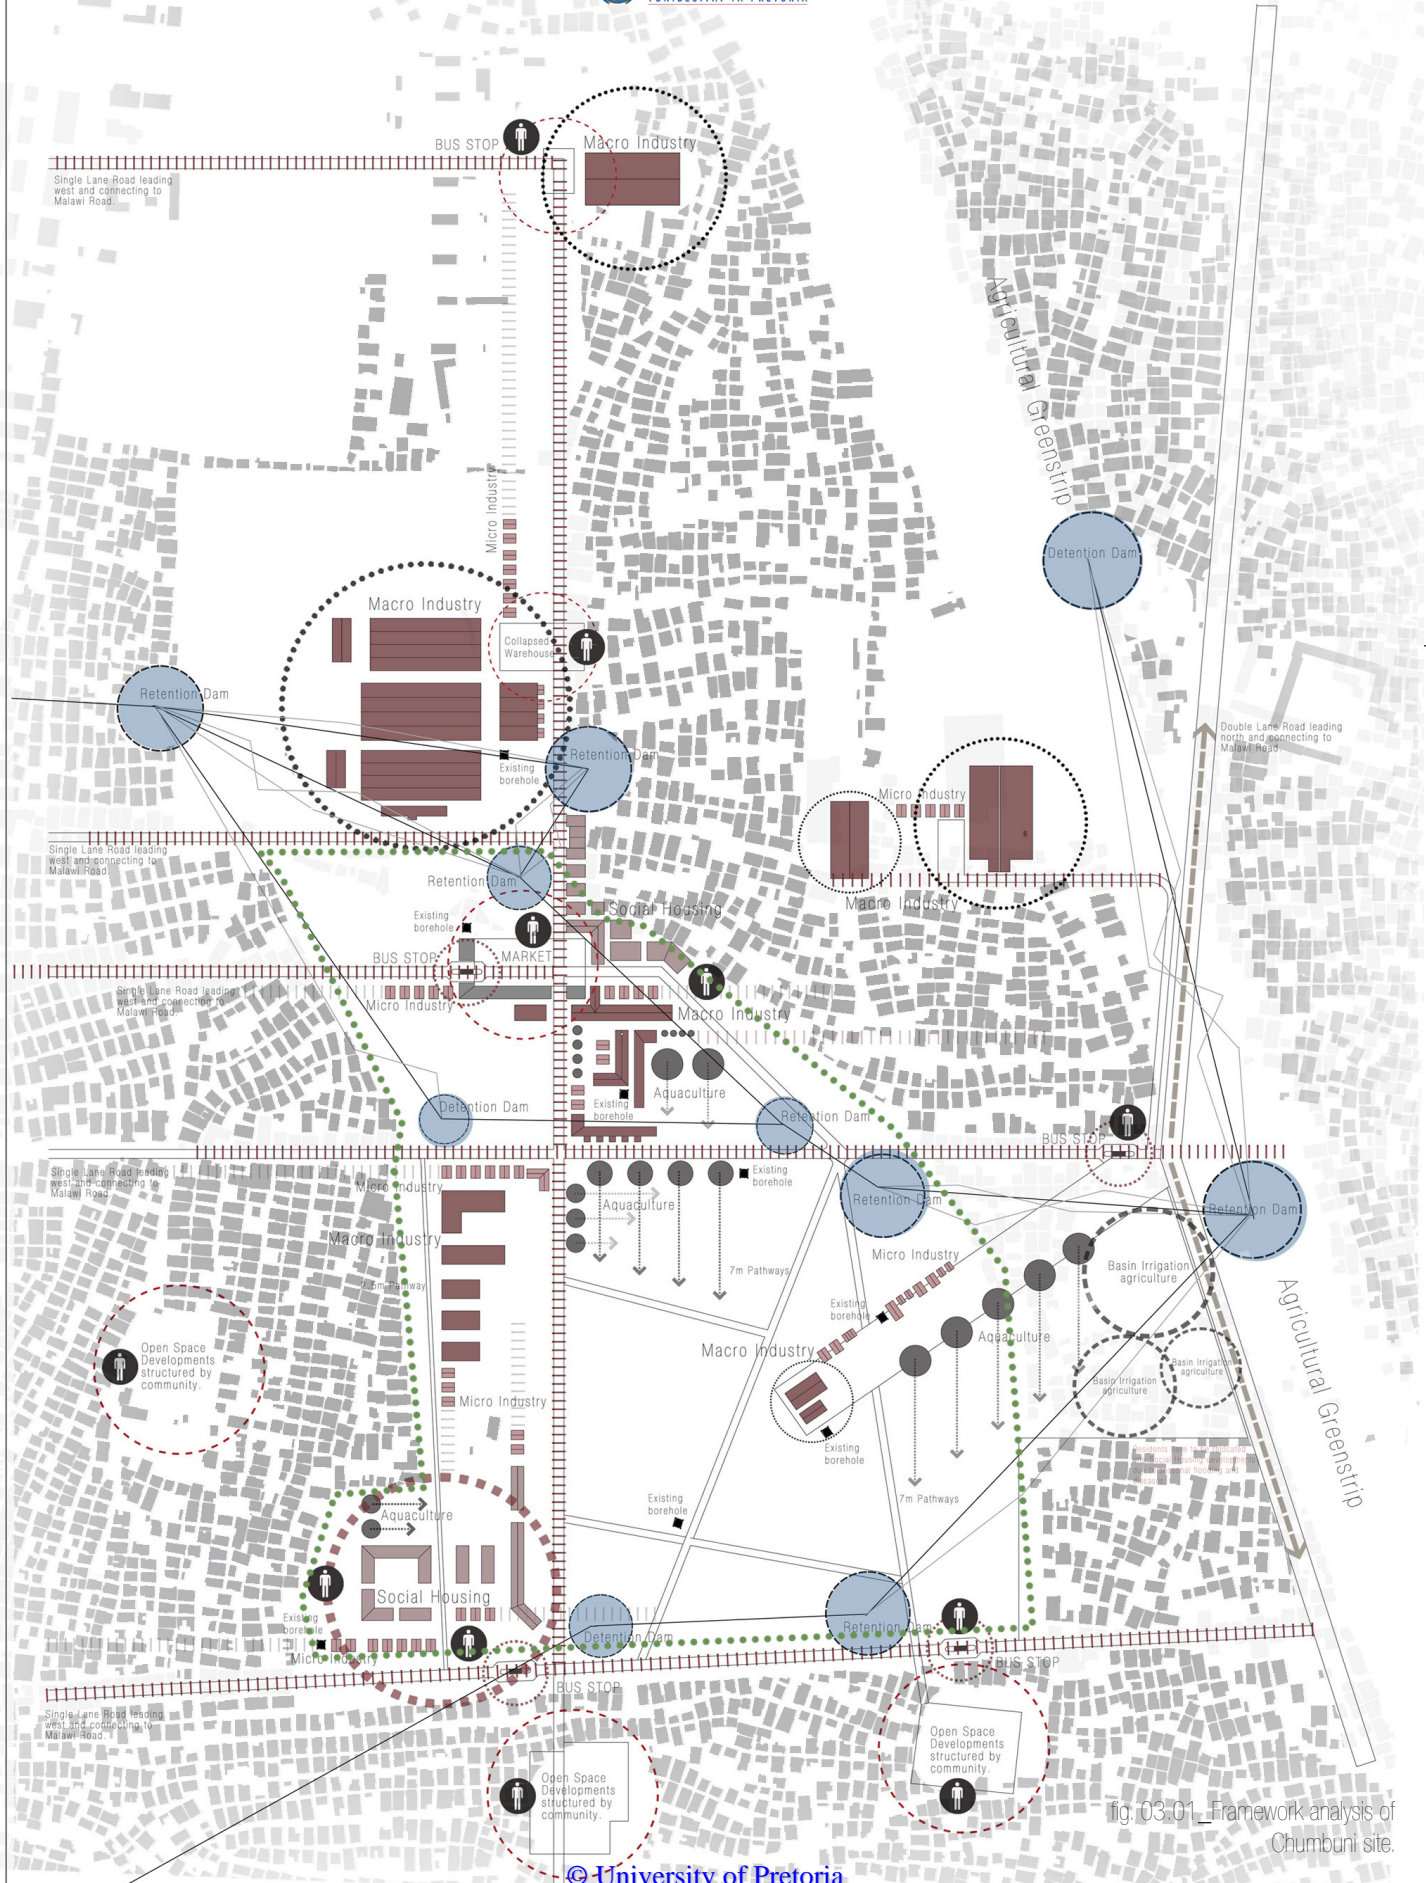 BUS STOP
Macro Industry
Single Lane Road leading
west and connecting to
Malawi Road.
Agricultural Greenstrip
Micro Industry
Detention Dam
Macro Industry
Collapsed
Warehouse
Retention Dam
Double Lane Road leading
north and connecting to
Malawi Road.
Retention Dam
Existing
borehole
Micro Industry
Single Lane Road leading
west and connecting to
Malawi Road.
Retention Dam
Macro Industry
Social Housing
Existing
borehole
BUS STOP
MARKET
Single Lane Road leading
west and connecting to
Malawi Road.
Micro Industry
Macro Industry
Aquaculture
Existing
borehole
Detention Dam
Retention Dam
BUS STOP
Single Lane Road leading
west and connecting to
Malawi Road.
Micro Industry
Existing
borehole
Aquaculture
Retention Dam
Retention Dam
Macro Industry
Micro Industry
7m Pathways
Basin Irrigation
agriculture
2.5m Pathway
Existing
borehole
Aquaculture
Agricultural Greenstrip
Open Space
Developments
structured by
community.
Macro Industry
Basin Irrigation
agriculture
Basin Irrigation
agriculture
Micro Industry
Existing
borehole
Existing
borehole
7m Pathways
Aquaculture
Social Housing
Existing
borehole
Micro Industry
Detention Dam
Retention Dam
BUS STOP
BUS STOP
Single Lane Road leading
west and connecting to
Malawi Road.
Open Space
Developments
structured by
community.
Open Space
Developments
structured by
community.
fig. 03.01_Framework analysis of
Chumbuni site.
© University of Pretoria